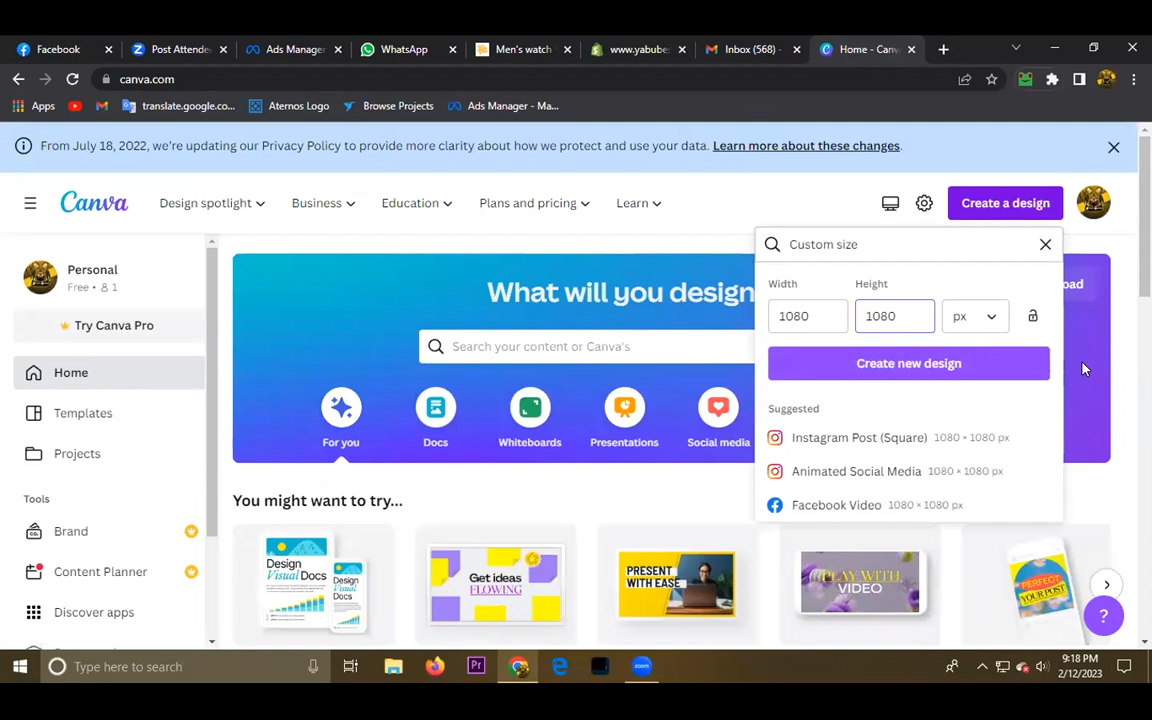 Facebook
Post Attende
Ads Manager
WhatsApp
Men's watch
www.yabube
Inbox (568) -
Home - Canv
canva.com
Apps
translate.google.co...
Aternos Logo
Browse Projects
Ads Manager - Ma...
From July 18, 2022, we're updating our Privacy Policy to provide more clarity about how we protect and use your data. Learn more about these changes.
Canva
Design spotlight
Business
Education
Plans and pricing
Learn
Create a design
Personal
Free • 1
Try Canva Pro
Home
Templates
Projects
Tools
Brand
Content Planner
Discover apps
What will you design
Search your content or Canva's
For you
Docs
Whiteboards
Presentations
Social media
Custom size
Width
Height
1080
1080
px
Create new design
Suggested
Instagram Post (Square) 1080 × 1080 px
Animated Social Media 1080 × 1080 px
Facebook Video 1080 × 1080 px
You might want to try...
Design
Visual Docs
Design
Visual Docs
Get ideas
FLOWING
PRESENT
WITH EASE
PLAY WITH
VIDEO
PERFECT
YOUR POST
?
Type here to search
Pr
zoom
9:18 PM
2/12/2023